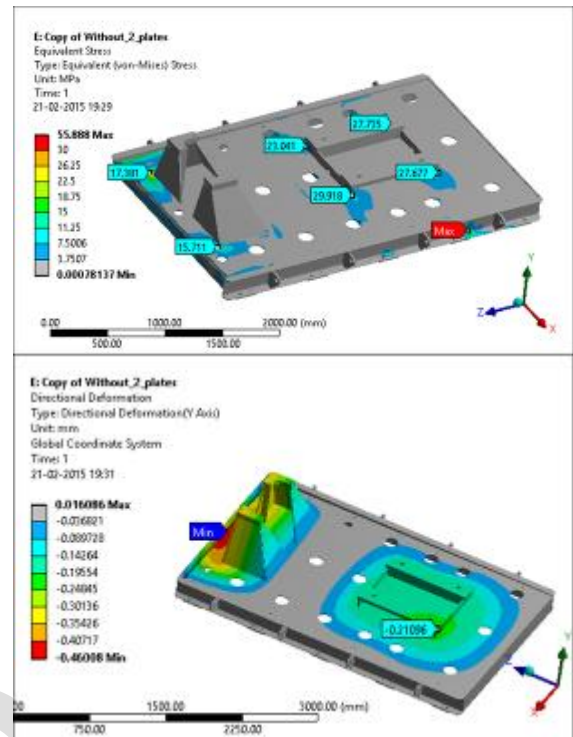 E: Copy of Without_2_plates
Equivalent Stress
Type: Equivalent (von-Mises) Stress
Unit: MPa
Time: 1
21-02-2015 19:29
55.888 Max
30
26.25
22.5
18.75
15
11.25
7.5006
3.7507
0.00078137 Min
27.735
23.041
17.381
27.677
29.918
Max
15.711
Y
Z
X
0.00
1000.00
2000.00 (mm)
500.00
1500.00
E: Copy of Without_2_plates
Directional Deformation
Type: Directional Deformation(Y Axis)
Unit: mm
Global Coordinate System
Time: 1
21-02-2015 19:31
0.016086 Max
-0.036821
-0.089728
-0.14264
-0.19554
-0.24845
-0.30136
-0.35426
-0.40717
-0.46008 Min
Min
-0.21096
Y
Z
X
1500.00
3000.00 (mm)
750.00
2250.00